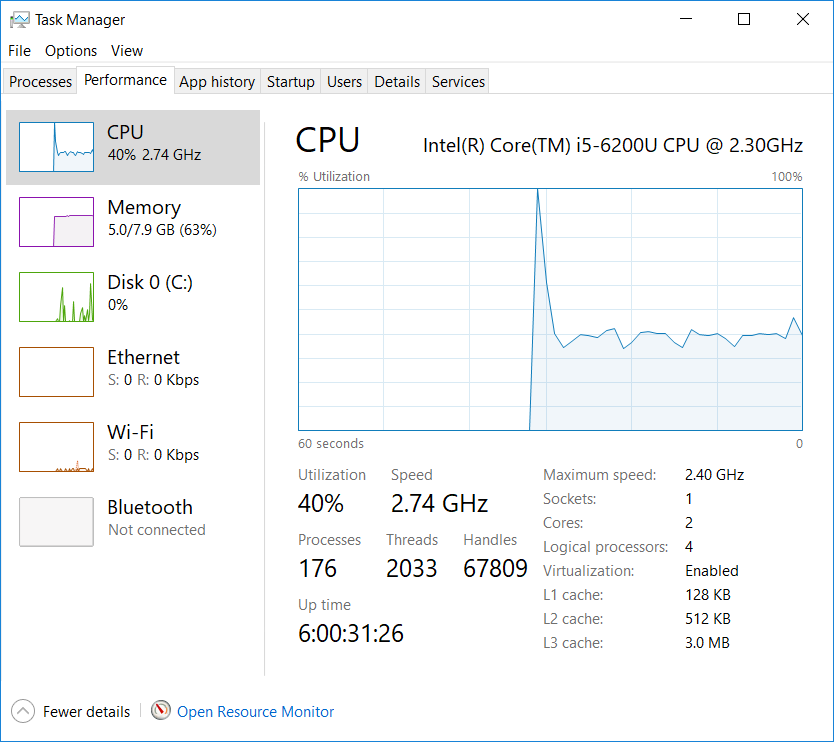 Task Manager
File Options View
Processes Performance App history Startup Users Details Services
CPU
40% 2.74 GHz
Memory
5.0/7.9 GB (63%)
Disk 0 (C:)
0%
Ethernet
S: 0 R: 0 Kbps
Wi-Fi
S: 0 R: 0 Kbps
Bluetooth
Not connected
CPU Intel(R) Core(TM) i5-6200U CPU @ 2.30GHz
% Utilization 100%
60 seconds 0
Utilization Speed
40% 2.74 GHz
Processes Threads Handles
176 2033 67809
Up time
6:00:31:26
Maximum speed: 2.40 GHz
Sockets: 1
Cores: 2
Logical processors: 4
Virtualization: Enabled
L1 cache: 128 KB
L2 cache: 512 KB
L3 cache: 3.0 MB
Fewer details Open Resource Monitor